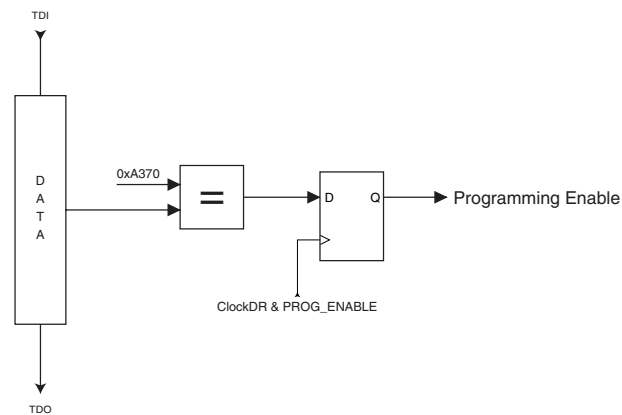 TDI
D
A
T
A
0xA370
=
D
Q
Programming Enable
ClockDR & PROG_ENABLE
TDO